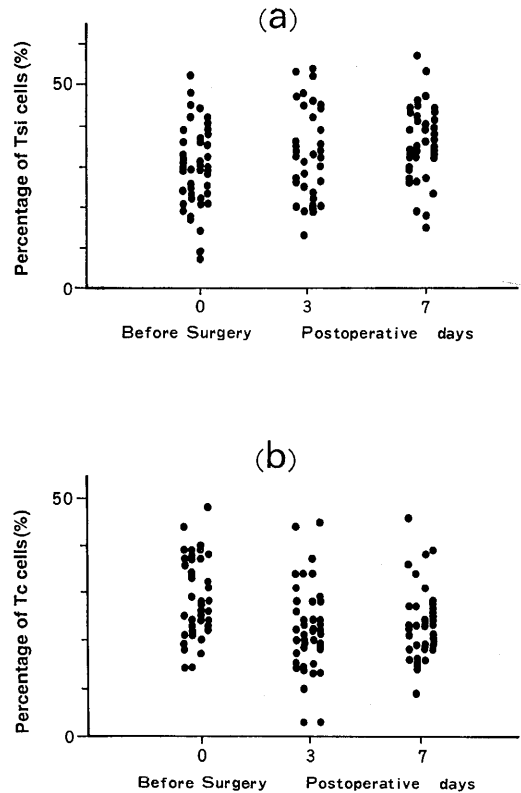 (a)
Percentage of Tsi cells (%)
50
0
0 3 7
Before Surgery Postoperative days
(b)
Percentage of Tc cells(%)
50
0
0 3 7
Before Surgery Postoperative days